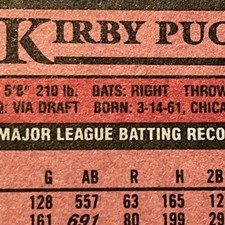 KIRBY PUC
5'8" 210 lb. BATS: RIGHT THROW
Q: VIA DRAFT BORN: 3-14-61, CHICA
MAJOR LEAGUE BATTING RECO
G AB R H 2B
128 557 63 165
161 691 80 199 29